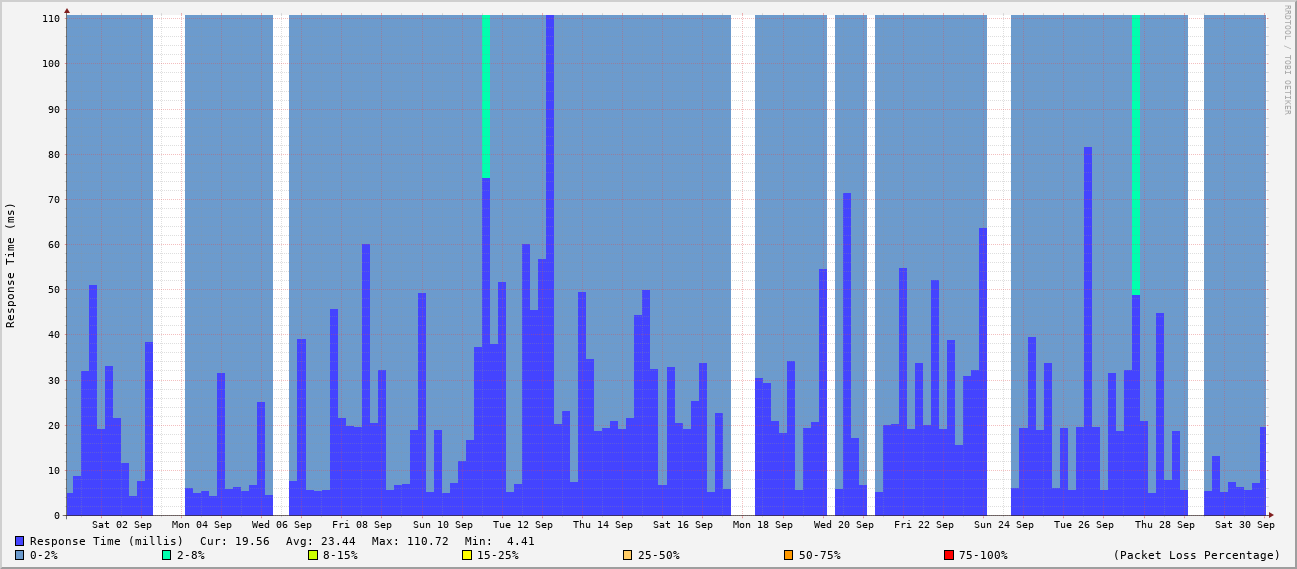 RRDTOOL / TOBI OETIKER
Response Time (ms)
110
100
90
80
70
60
50
40
30
20
10
0
Sat 02 Sep Mon 04 Sep Wed 06 Sep Fri 08 Sep Sun 10 Sep Tue 12 Sep Thu 14 Sep Sat 16 Sep Mon 18 Sep Wed 20 Sep Fri 22 Sep Sun 24 Sep Tue 26 Sep Thu 28 Sep Sat 30 Sep
Response Time (millis) Cur: 19.56 Avg: 23.44 Max: 110.72 Min: 4.41
0-2% 2-8% 8-15% 15-25% 25-50% 50-75% 75-100% (Packet Loss Percentage)